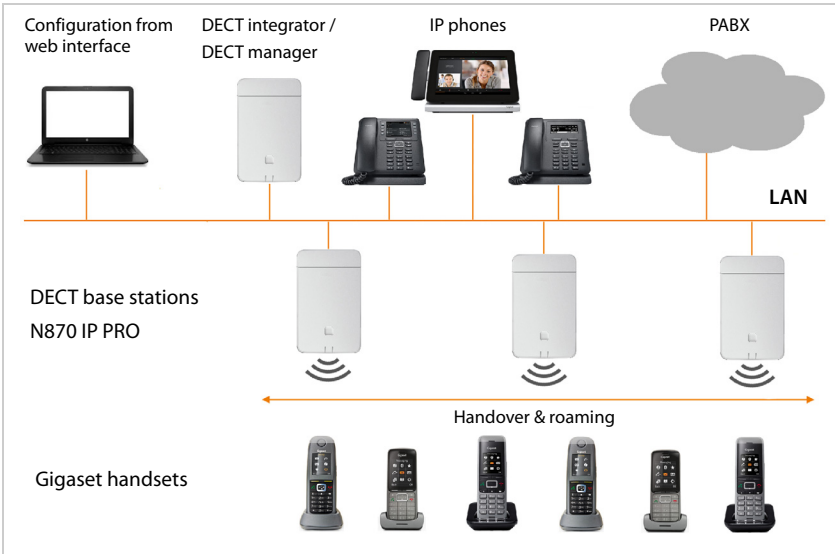 Configuration from
web interface
DECT integrator /
DECT manager
IP phones
PABX
LAN
DECT base stations
N870 IP PRO
Handover & roaming
Gigaset handsets